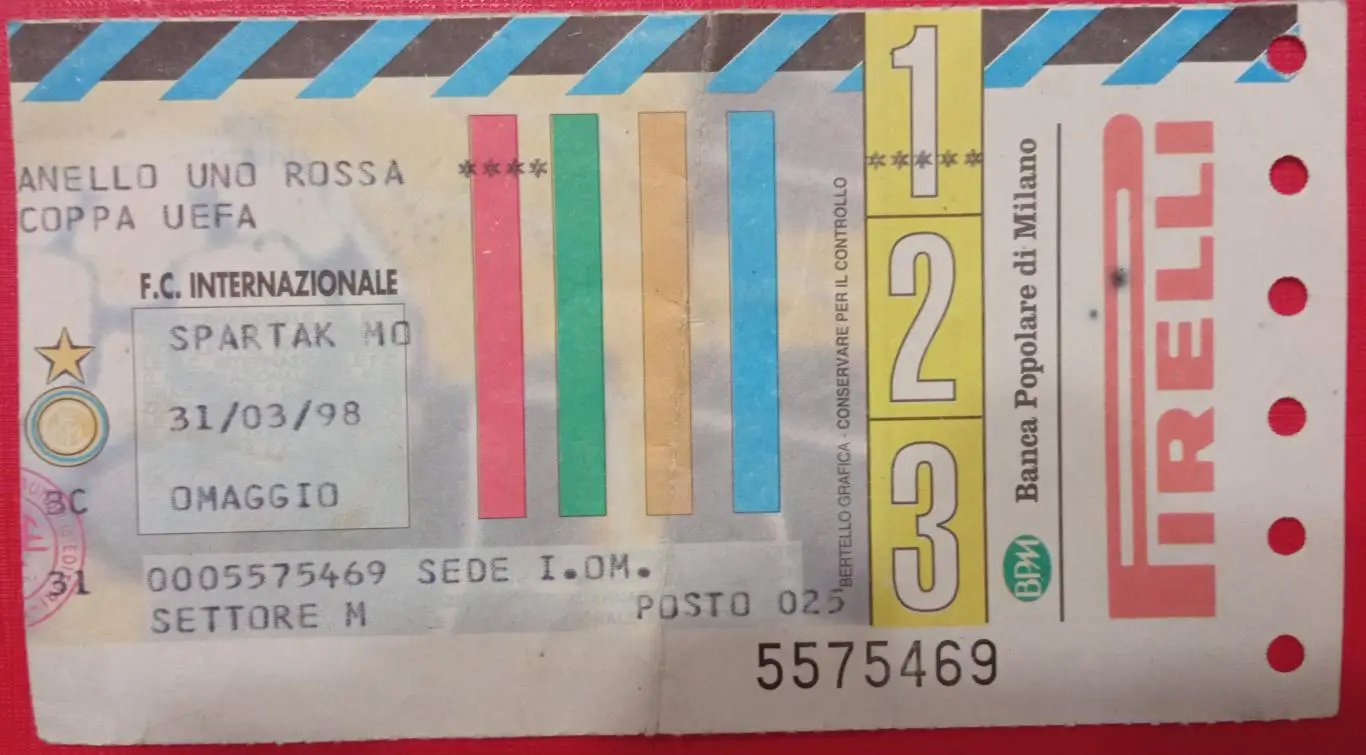 ANELLO UNO ROSSA **** *****
COPPA UEFA
F.C. INTERNAZIONALE
SPARTAK MO
31/03/98
BC OMAGGIO
31 0005575469 SEDE I.OM.
SETTORE M POSTO 025
5575469
BERTELLO GRAFICA - CONSERVARE PER IL CONTROLLO
1
2
3
BPM Banca Popolare di Milano
PIRELLI